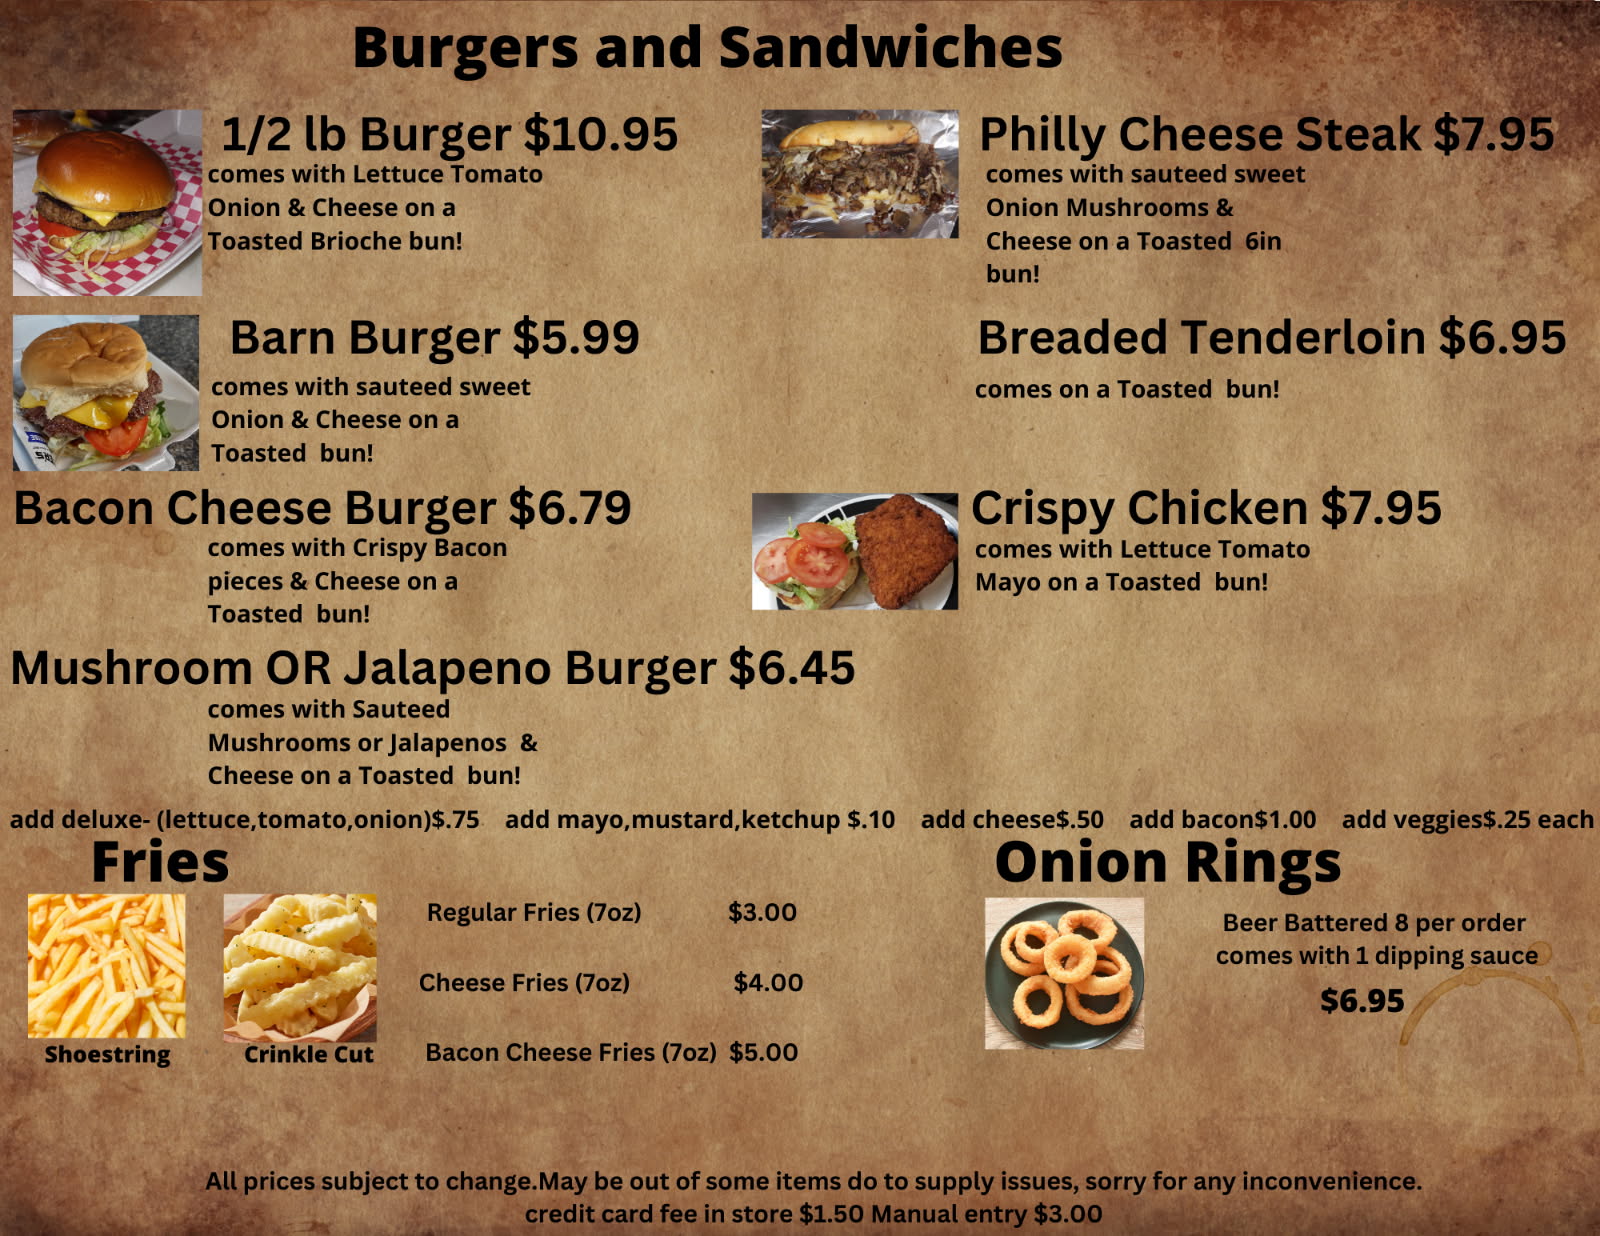 Burgers and Sandwiches
1/2 lb Burger $10.95
comes with Lettuce Tomato
Onion & Cheese on a
Toasted Brioche bun!
Philly Cheese Steak $7.95
comes with sauteed sweet
Onion Mushrooms &
Cheese on a Toasted 6in
bun!
Barn Burger $5.99
comes with sauteed sweet
Onion & Cheese on a
Toasted bun!
Breaded Tenderloin $6.95
comes on a Toasted bun!
Bacon Cheese Burger $6.79
comes with Crispy Bacon
pieces & Cheese on a
Toasted bun!
Crispy Chicken $7.95
comes with Lettuce Tomato
Mayo on a Toasted bun!
Mushroom OR Jalapeno Burger $6.45
comes with Sauteed
Mushrooms or Jalapenos &
Cheese on a Toasted bun!
add deluxe- (lettuce,tomato,onion)$.75 add mayo,mustard,ketchup $.10 add cheese$.50 add bacon$1.00 add veggies$.25 each
Fries
Shoestring
Crinkle Cut
Regular Fries (7oz) $3.00
Cheese Fries (7oz) $4.00
Bacon Cheese Fries (7oz) $5.00
Onion Rings
Beer Battered 8 per order
comes with 1 dipping sauce
$6.95
All prices subject to change.May be out of some items do to supply issues, sorry for any inconvenience.
credit card fee in store $1.50 Manual entry $3.00